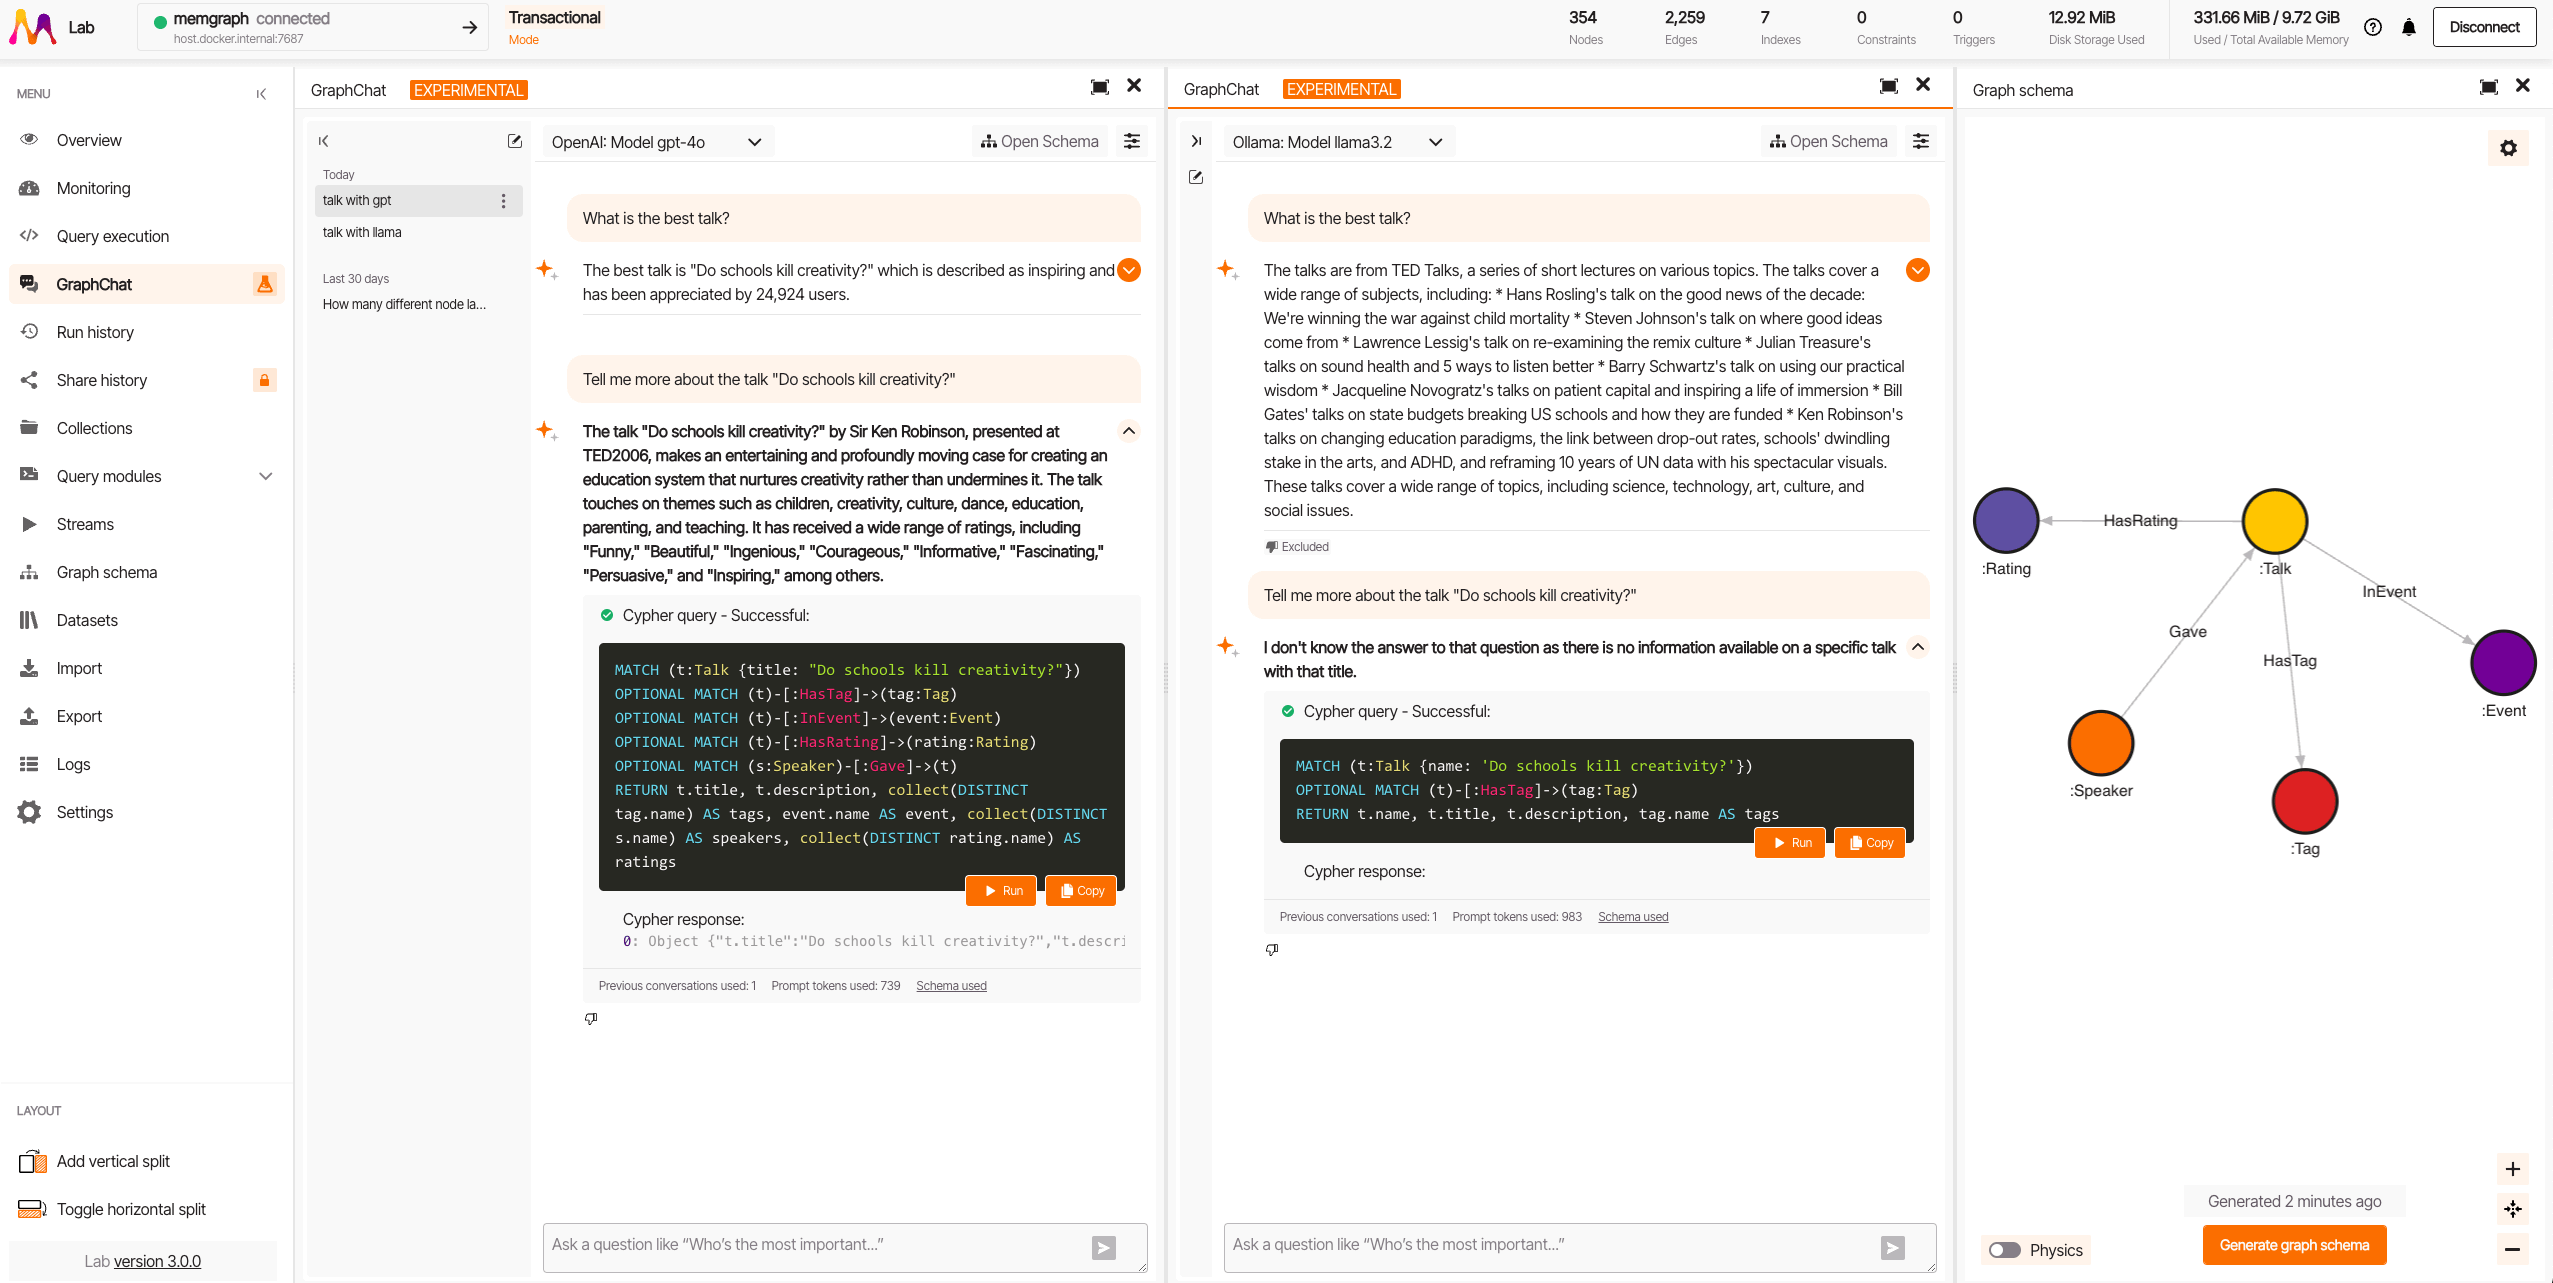 Lab
memgraph connected
host.docker.internal:7687
Transactional
Mode
354
Nodes
2,259
Edges
7
Indexes
0
Constraints
0
Triggers
12.92 MiB
Disk Storage Used
331.66 MiB / 9.72 GiB
Used / Total Available Memory
Disconnect
MENU
Overview
Monitoring
Query execution
GraphChat
Run history
Share history
Collections
Query modules
Streams
Graph schema
Datasets
Import
Export
Logs
Settings
LAYOUT
Add vertical split
Toggle horizontal split
Lab version 3.0.0
GraphChat EXPERIMENTAL
Today
talk with gpt
talk with llama
Last 30 days
How many different node la...
OpenAI: Model gpt-4o
Open Schema
What is the best talk?
The best talk is "Do schools kill creativity?" which is described as inspiring and
has been appreciated by 24,924 users.
Tell me more about the talk "Do schools kill creativity?"
The talk "Do schools kill creativity?" by Sir Ken Robinson, presented at
TED2006, makes an entertaining and profoundly moving case for creating an
education system that nurtures creativity rather than undermines it. The talk
touches on themes such as children, creativity, culture, dance, education,
parenting, and teaching. It has received a wide range of ratings, including
"Funny," "Beautiful," "Ingenious," "Courageous," "Informative," "Fascinating,"
"Persuasive," and "Inspiring," among others.
Cypher query - Successful:
MATCH (t:Talk {title: "Do schools kill creativity?"})
OPTIONAL MATCH (t)-[:HasTag]->(tag:Tag)
OPTIONAL MATCH (t)-[:InEvent]->(event:Event)
OPTIONAL MATCH (t)-[:HasRating]->(rating:Rating)
OPTIONAL MATCH (s:Speaker)-[:Gave]->(t)
RETURN t.title, t.description, collect(DISTINCT
tag.name) AS tags, event.name AS event, collect(DISTINCT
s.name) AS speakers, collect(DISTINCT rating.name) AS
ratings
Run
Copy
Cypher response:
0: Object {"t.title":"Do schools kill creativity?","t.descri
Previous conversations used: 1 Prompt tokens used: 739 Schema used
Ask a question like “Who’s the most important...”
GraphChat EXPERIMENTAL
Ollama: Model llama3.2
Open Schema
What is the best talk?
The talks are from TED Talks, a series of short lectures on various topics. The talks cover a
wide range of subjects, including: * Hans Rosling's talk on the good news of the decade:
We're winning the war against child mortality * Steven Johnson's talk on where good ideas
come from * Lawrence Lessig's talk on re-examining the remix culture * Julian Treasure's
talks on sound health and 5 ways to listen better * Barry Schwartz's talk on using our practical
wisdom * Jacqueline Novogratz's talks on patient capital and inspiring a life of immersion * Bill
Gates' talks on state budgets breaking US schools and how they are funded * Ken Robinson's
talks on changing education paradigms, the link between drop-out rates, schools' dwindling
stake in the arts, and ADHD, and reframing 10 years of UN data with his spectacular visuals.
These talks cover a wide range of topics, including science, technology, art, culture, and
social issues.
Excluded
Tell me more about the talk "Do schools kill creativity?"
I don't know the answer to that question as there is no information available on a specific talk
with that title.
Cypher query - Successful:
MATCH (t:Talk {name: 'Do schools kill creativity?'})
OPTIONAL MATCH (t)-[:HasTag]->(tag:Tag)
RETURN t.name, t.title, t.description, tag.name AS tags
Run
Copy
Cypher response:
Previous conversations used: 1 Prompt tokens used: 983 Schema used
Ask a question like “Who’s the most important...”
Graph schema
HasRating
:Rating
:Talk
InEvent
Gave
HasTag
:Event
:Speaker
:Tag
Generated 2 minutes ago
Physics
Generate graph schema